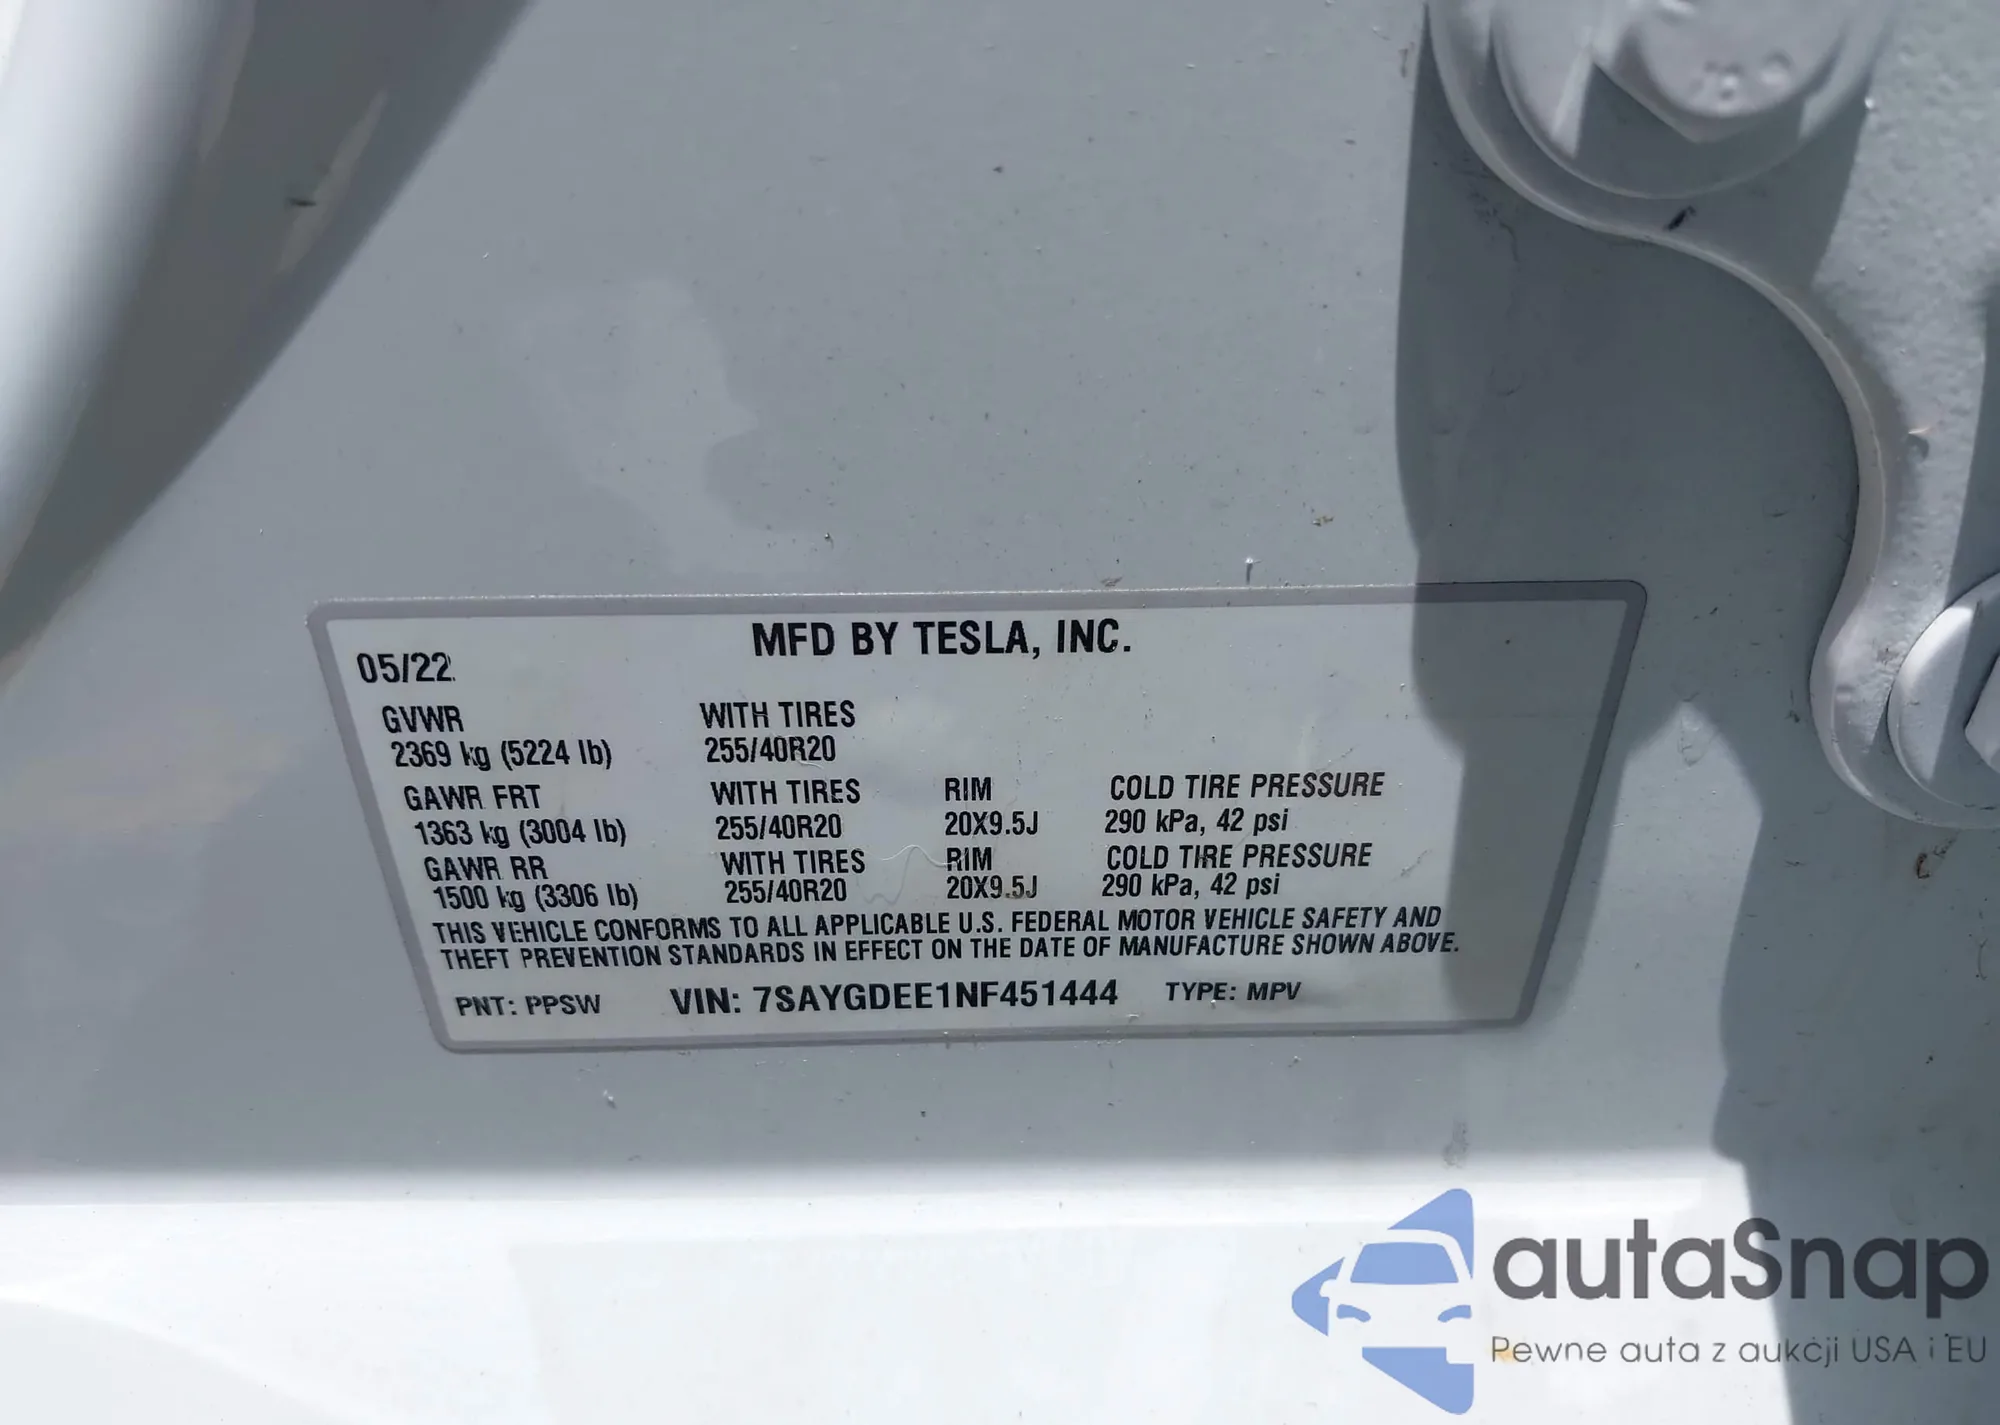 MFD BY TESLA, INC.
05/22
GVWR WITH TIRES
2369 kg (5224 lb) 255/40R20
GAWR FRT WITH TIRES RIM COLD TIRE PRESSURE
1363 kg (3004 lb) 255/40R20 20X9.5J 290 kPa, 42 psi
GAWR RR WITH TIRES RIM COLD TIRE PRESSURE
1500 kg (3306 lb) 255/40R20 20X9.5J 290 kPa, 42 psi
THIS VEHICLE CONFORMS TO ALL APPLICABLE U.S. FEDERAL MOTOR VEHICLE SAFETY AND
THEFT PREVENTION STANDARDS IN EFFECT ON THE DATE OF MANUFACTURE SHOWN ABOVE.
PNT: PPSW VIN: 7SAYGDEE1NF451444 TYPE: MPV
autaSnap
Pewne auta z aukcji USA i EU